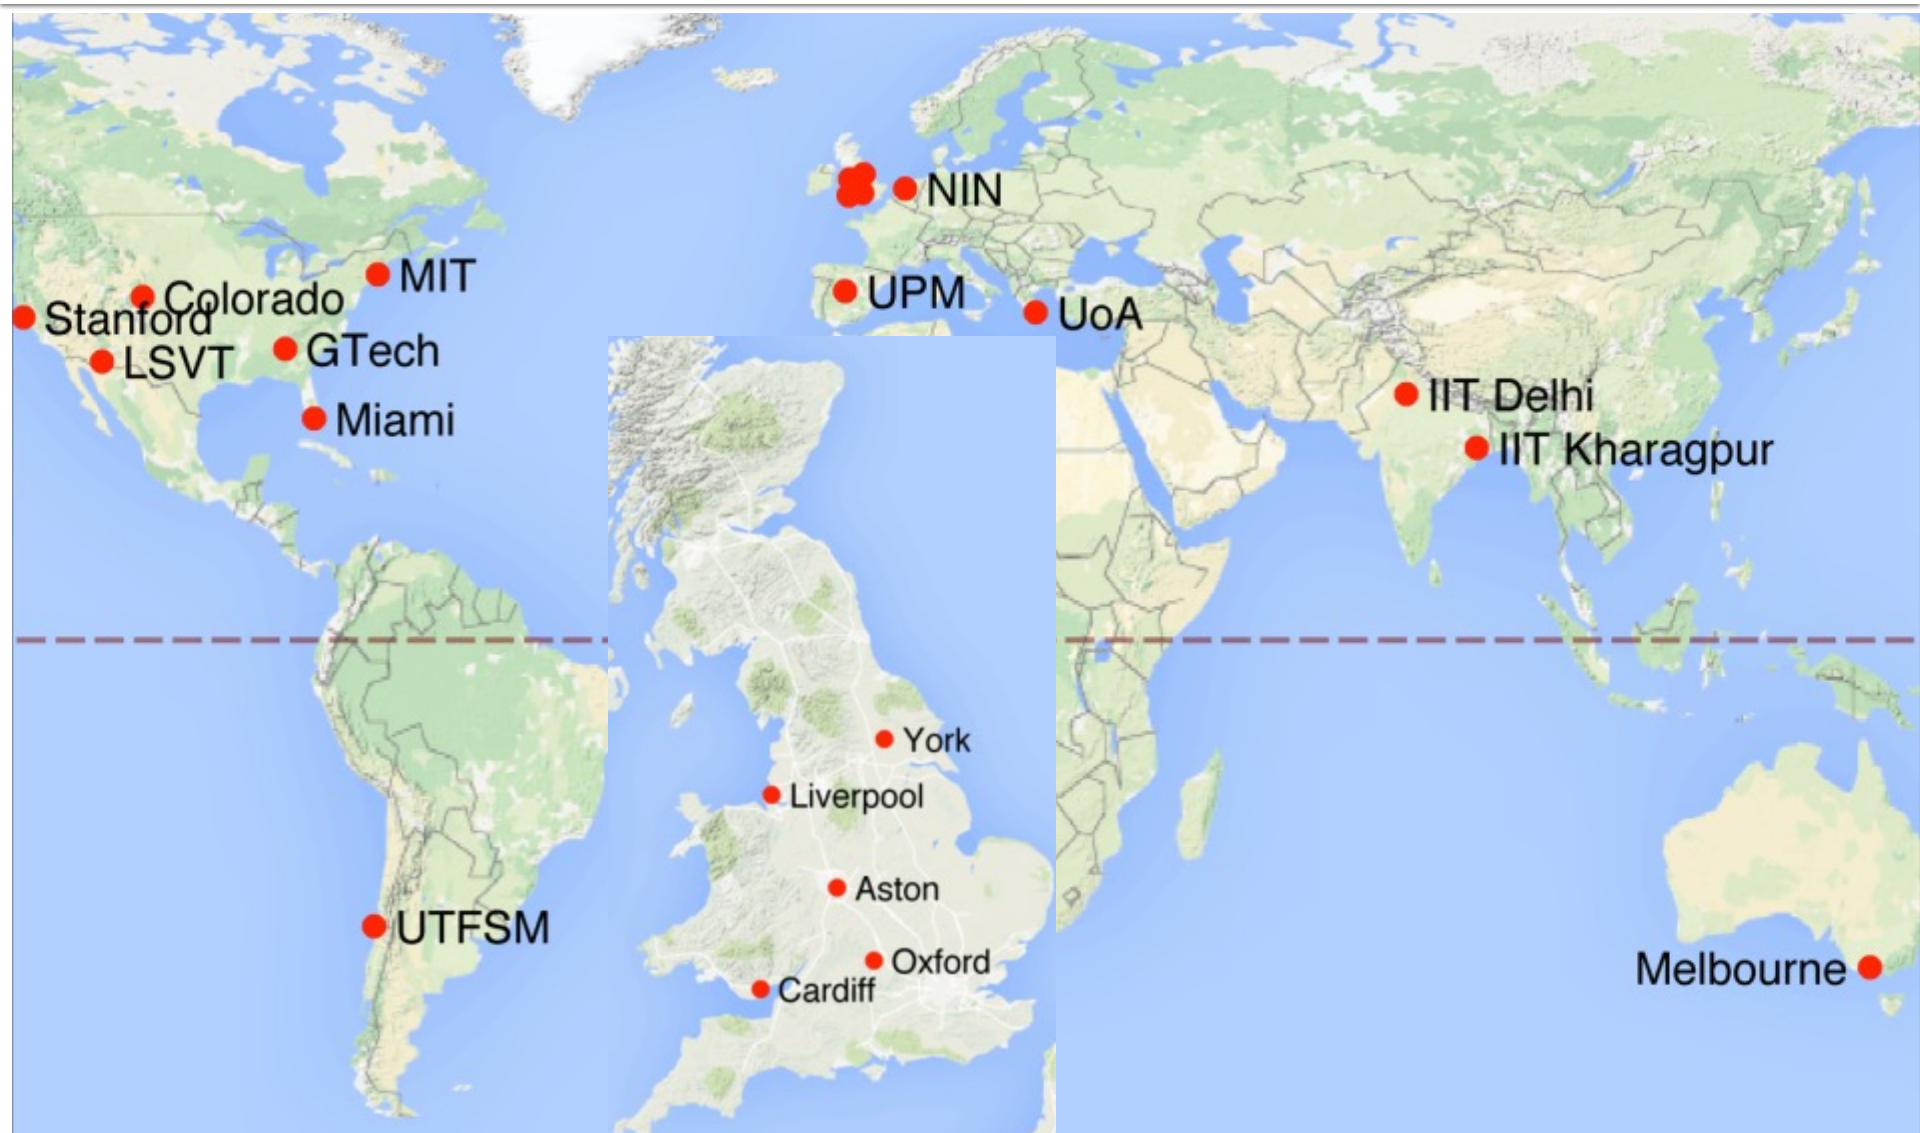 NIN
MIT
UPM
Colorado
Stanford
UoA
GTech
LSVT
IIT Delhi
Miami
IIT Kharagpur
York
Liverpool
Aston
UTFSM
Oxford
Melbourne
Cardiff